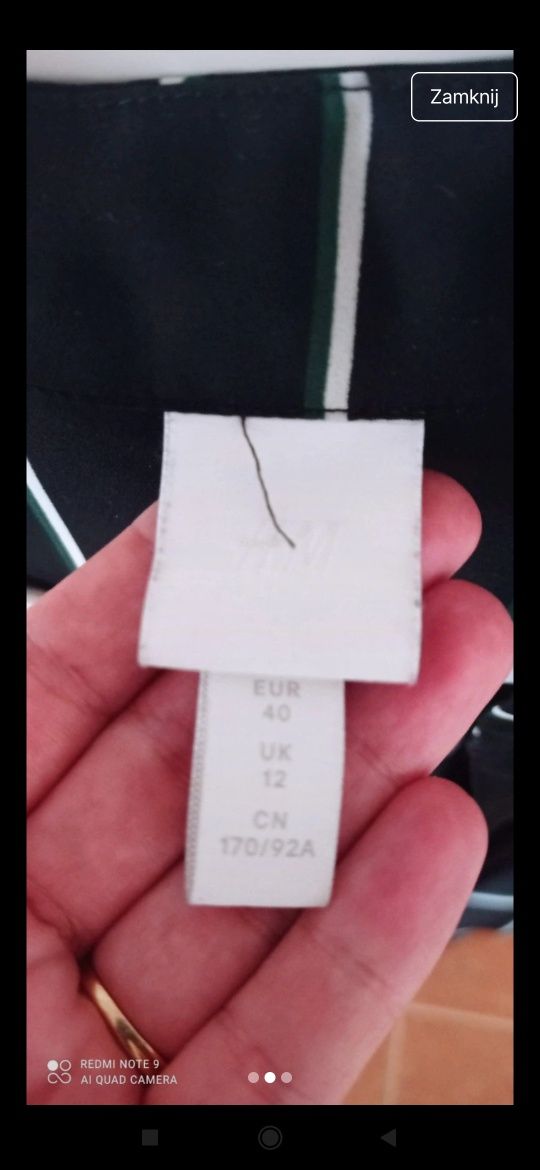 Zamknij
H&M
EUR
40
UK
12
CN
170/92A
REDMI NOTE 9
AI QUAD CAMERA